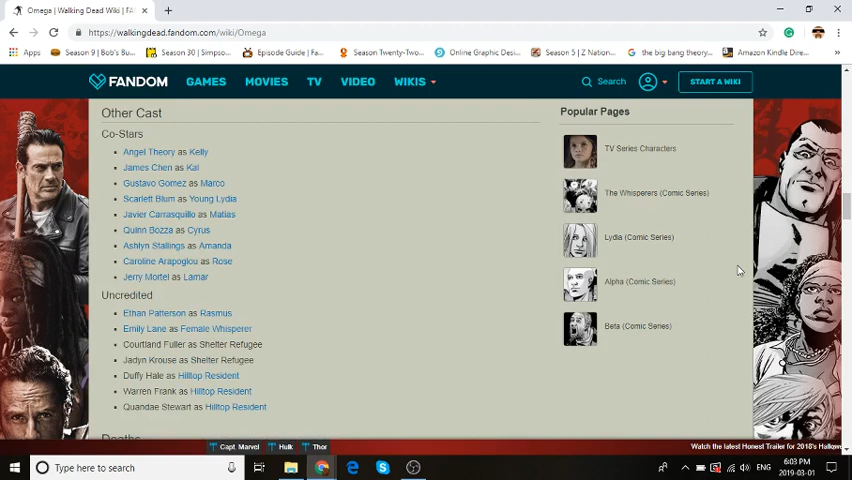 Omega | Walking Dead Wiki | FA
https://walkingdead.fandom.com/wiki/Omega
Apps
Season 9 | Bob's Bu...
Season 30 | Simpso...
Episode Guide | Fa...
Season Twenty-Two...
Online Graphic Desi...
Season 5 | Z Nation...
the big bang theory...
Amazon Kindle Dire...
FANDOM
GAMES
MOVIES
TV
VIDEO
WIKIS
Search
START A WIKI
Other Cast
Co-Stars
Angel Theory as Kelly
James Chen as Kal
Gustavo Gomez as Marco
Scarlett Blum as Young Lydia
Javier Carrasquillo as Matias
Quinn Bozza as Cyrus
Ashlyn Stallings as Amanda
Caroline Arapoglou as Rose
Jerry Mortel as Lamar
Uncredited
Ethan Patterson as Rasmus
Emily Lane as Female Whisperer
Courtland Fuller as Shelter Refugee
Jadyn Krouse as Shelter Refugee
Duffy Hale as Hilltop Resident
Warren Frank as Hilltop Resident
Quandae Stewart as Hilltop Resident
Deaths
Popular Pages
TV Series Characters
The Whisperers (Comic Series)
Lydia (Comic Series)
Alpha (Comic Series)
Beta (Comic Series)
Capt. Marvel
Hulk
Thor
Watch the latest Honest Trailer for 2018's Hallowe
Type here to search
ENG
6:03 PM
2019-03-01